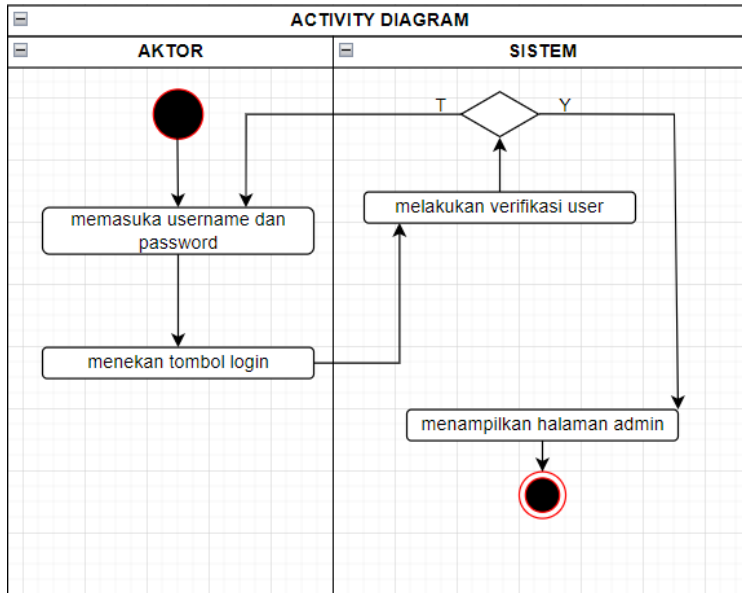 ACTIVITY DIAGRAM
AKTOR
SISTEM
T
Y
memasuka username dan
password
melakukan verifikasi user
menekan tombol login
menampilkan halaman admin